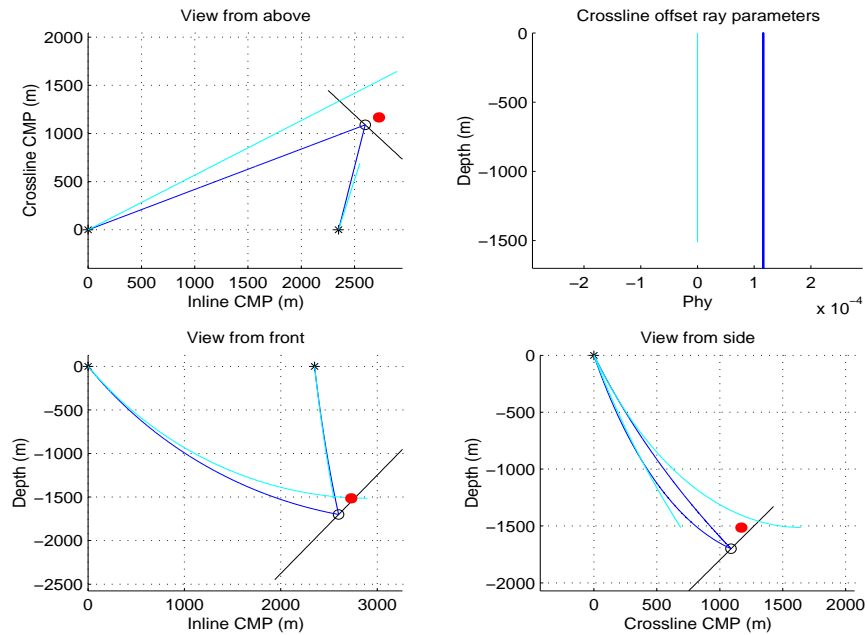 View from above
2000
1500
1000
500
0
Crossline CMP (m)
0 500 1000 1500 2000 2500
Inline CMP (m)
Crossline offset ray parameters
0
−500
−1000
−1500
Depth (m)
−2 −1 0 1 2
Phy
x 10⁻⁴
View from front
0
−500
−1000
−1500
−2000
−2500
Depth (m)
0 1000 2000 3000
Inline CMP (m)
View from side
0
−500
−1000
−1500
−2000
Depth (m)
0 500 1000 1500 2000
Crossline CMP (m)